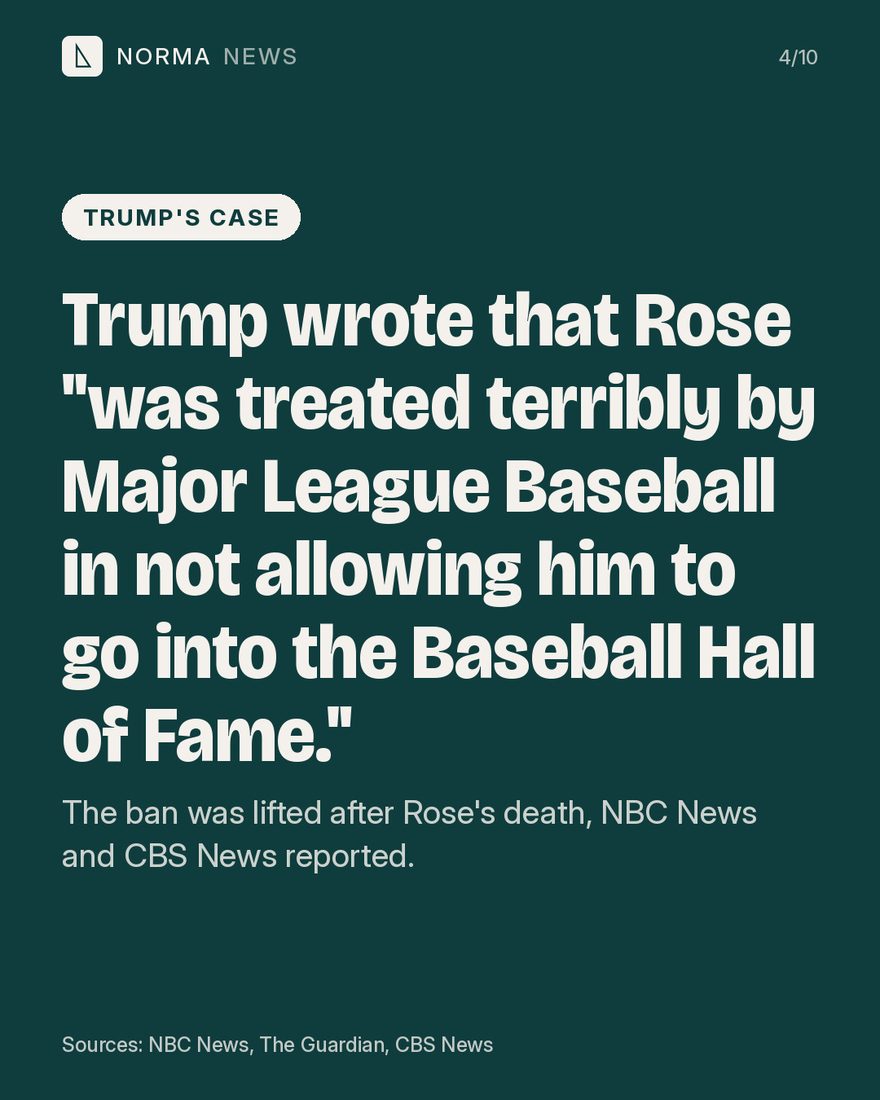 NORMA NEWS
4/10
TRUMP'S CASE
Trump wrote that Rose
"was treated terribly by
Major League Baseball
in not allowing him to
go into the Baseball Hall
of Fame."
The ban was lifted after Rose's death, NBC News
and CBS News reported.
Sources: NBC News, The Guardian, CBS News